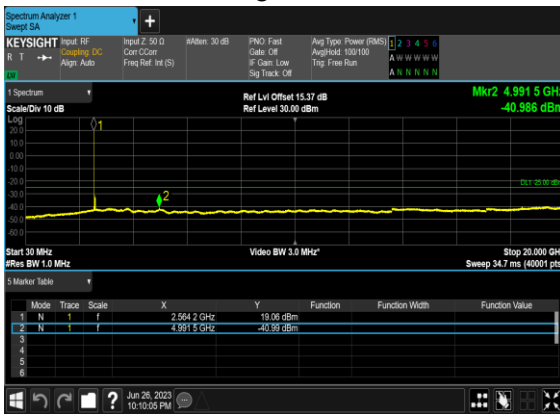 Spectrum Analyzer 1
Swept SA
KEYSIGHT
R T
LV
Input: RF
Coupling: DC
Align: Auto
Input Z: 50 Ω
Corr CCorr
Freq Ref: Int (S)
#Atten: 30 dB
PNO: Fast
Gate: Off
IF Gain: Low
Sig Track: Off
Avg Type: Power (RMS)
Avg|Hold: 100/100
Trig: Free Run
1 2 3 4 5 6
A W W W W W
A N N N N N
1 Spectrum
Scale/Div 10 dB
Ref Lvl Offset 15.37 dB
Ref Level 30.00 dBm
Mkr2 4.991 5 GHz
-40.986 dBm
Log
20.0
10.0
0.00
-10.0
-20.0
-30.0
-40.0
-50.0
-60.0
1
2
DL1 -25.00 dBm
Start 30 MHz
#Res BW 1.0 MHz
Video BW 3.0 MHz*
Stop 20.000 GH
Sweep 34.7 ms (40001 pts
5 Marker Table
Mode Trace Scale X Y Function Function Width Function Value
1 N 1 f 2.564 2 GHz 19.06 dBm
2 N 1 f 4.991 5 GHz -40.99 dBm
3
4
5
6
?
Jun 26, 2023
10:10:05 PM